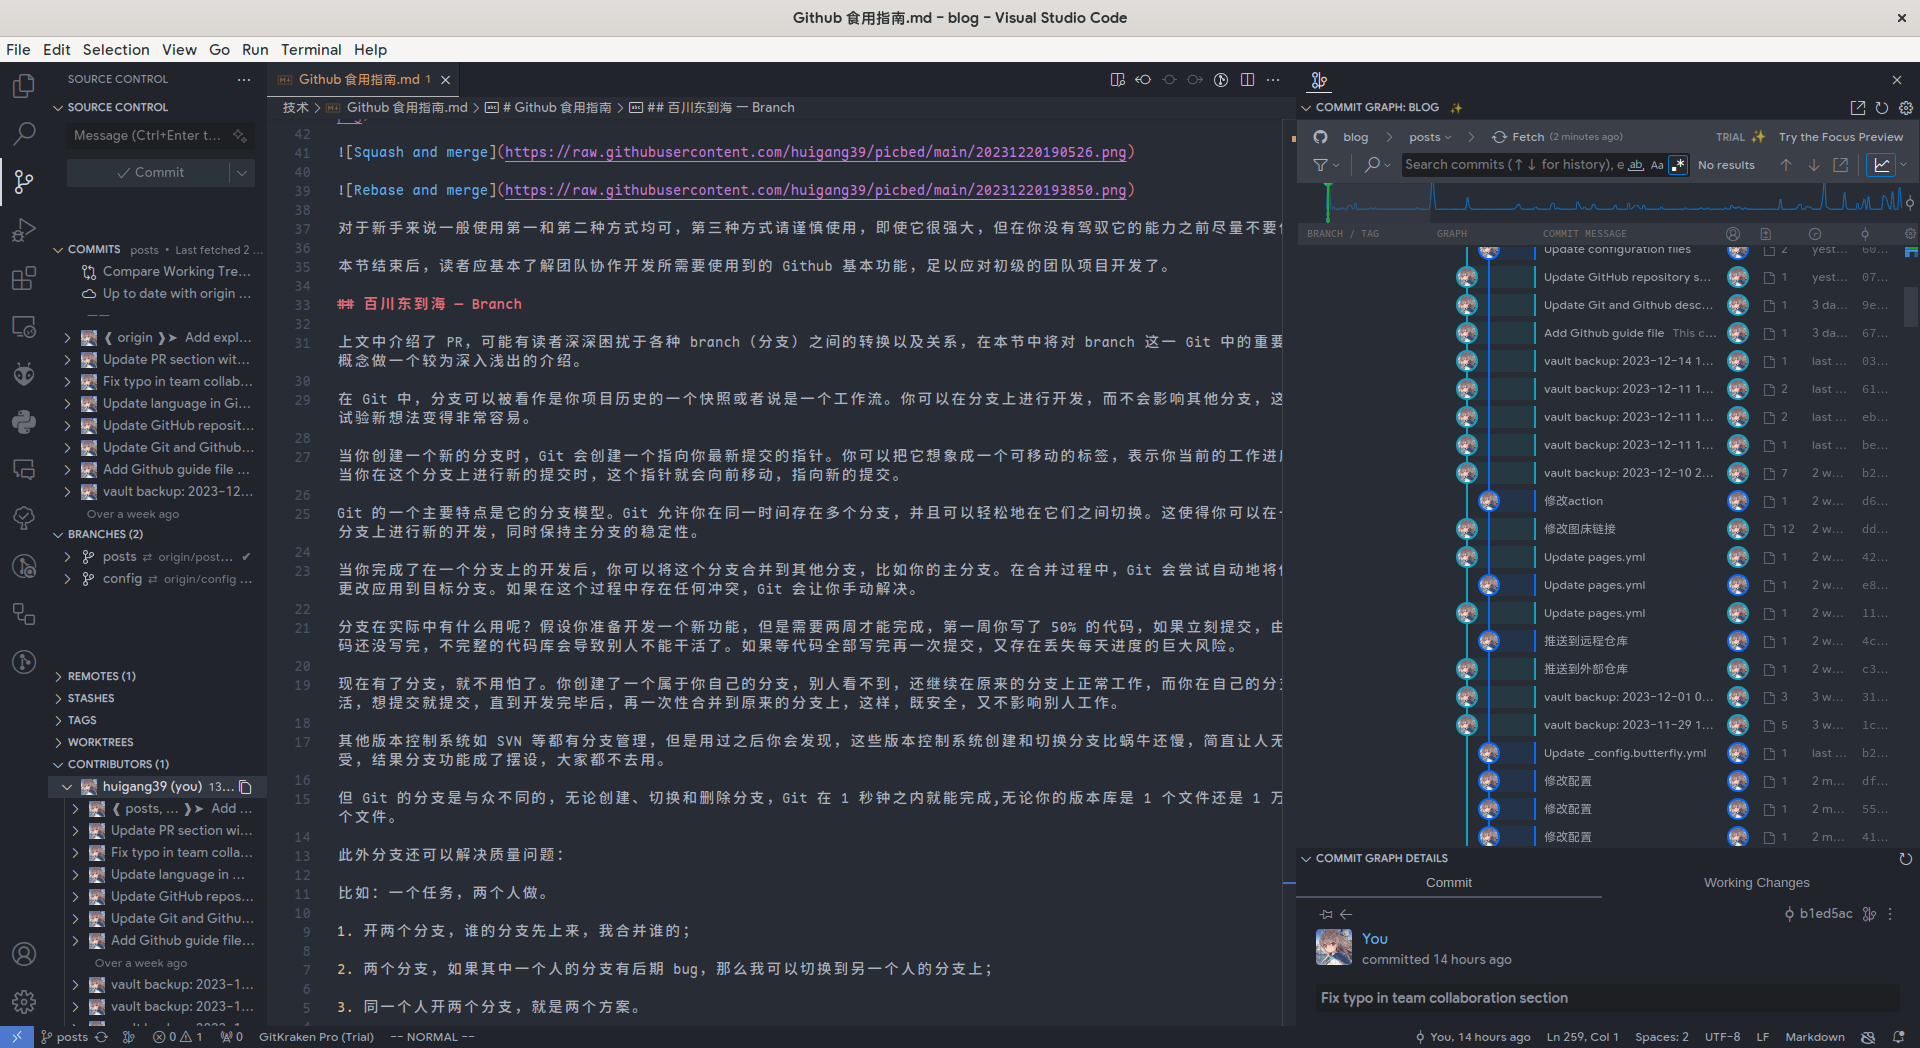 Github 食用指南.md - blog - Visual Studio Code
File Edit Selection View Go Run Terminal Help
SOURCE CONTROL
SOURCE CONTROL
Message (Ctrl+Enter t...
Commit
COMMITS posts • Last fetched 2 ...
Compare Working Tre...
Up to date with origin ...
❰ origin ❱➤ Add expl...
Update PR section wit...
Fix typo in team collab...
Update language in Gi...
Update GitHub reposit...
Update Git and Github...
Add Github guide file ...
vault backup: 2023-12...
Over a week ago
BRANCHES (2)
posts ⇄ origin/post... ✓
config ⇄ origin/config ...
REMOTES (1)
STASHES
TAGS
WORKTREES
CONTRIBUTORS (1)
huigang39 (you) 13...
❰ posts, ... ❱➤ Add ...
Update PR section wi...
Fix typo in team colla...
Update language in ...
Update GitHub repos...
Update Git and Githu...
Add Github guide file...
Over a week ago
vault backup: 2023-1...
vault backup: 2023-1...
Github 食用指南.md 1
技术 > Github 食用指南.md > # Github 食用指南 > ## 百川东到海 — Branch
42
41 ![Squash and merge](https://raw.githubusercontent.com/huigang39/picbed/main/20231220190526.png)
40
39 ![Rebase and merge](https://raw.githubusercontent.com/huigang39/picbed/main/20231220193850.png)
38
37 对于新手来说一般使用第一和第二种方式均可，第三种方式请谨慎使用，即使它很强大，但在你没有驾驭它的能力之前尽量不要
36
35 本节结束后，读者应基本了解团队协作开发所需要使用到的 Github 基本功能，足以应对初级的团队项目开发了。
34
33 ## 百川东到海 — Branch
32
31 上文中介绍了 PR，可能有读者深深困扰于各种 branch（分支）之间的转换以及关系，在本节中将对 branch 这一 Git 中的重要
概念做一个较为深入浅出的介绍。
30
29 在 Git 中，分支可以被看作是你项目历史的一个快照或者说是一个工作流。你可以在分支上进行开发，而不会影响其他分支，这
试验新想法变得非常容易。
28
27 当你创建一个新的分支时，Git 会创建一个指向你最新提交的指针。你可以把它想象成一个可移动的标签，表示你当前的工作进
当你在这个分支上进行新的提交时，这个指针就会向前移动，指向新的提交。
26
25 Git 的一个主要特点是它的分支模型。Git 允许你在同一时间存在多个分支，并且可以轻松地在它们之间切换。这使得你可以在
分支上进行新的开发，同时保持主分支的稳定性。
24
23 当你完成了在一个分支上的开发后，你可以将这个分支合并到其他分支，比如你的主分支。在合并过程中，Git 会尝试自动地将
更改应用到目标分支。如果在这个过程中存在任何冲突，Git 会让你手动解决。
22
21 分支在实际中有什么用呢？假设你准备开发一个新功能，但是需要两周才能完成，第一周你写了 50% 的代码，如果立刻提交，由
码还没写完，不完整的代码库会导致别人不能干活了。如果等代码全部写完再一次提交，又存在丢失每天进度的巨大风险。
20
19 现在有了分支，就不用怕了。你创建了一个属于你自己的分支，别人看不到，还继续在原来的分支上正常工作，而你在自己的分
活，想提交就提交，直到开发完毕后，再一次性合并到原来的分支上，这样，既安全，又不影响别人工作。
18
17 其他版本控制系统如 SVN 等都有分支管理，但是用过之后你会发现，这些版本控制系统创建和切换分支比蜗牛还慢，简直让人无
受，结果分支功能成了摆设，大家都不去用。
16
15 但 Git 的分支是与众不同的，无论创建、切换和删除分支，Git 在 1 秒钟之内就能完成,无论你的版本库是 1 个文件还是 1 万
个文件。
14
13 此外分支还可以解决质量问题：
12
11 比如：一个任务，两个人做。
10
9 1. 开两个分支，谁的分支先上来，我合并谁的；
8
7 2. 两个分支，如果其中一个人的分支有后期 bug，那么我可以切换到另一个人的分支上；
6
5 3. 同一个人开两个分支，就是两个方案。
COMMIT GRAPH: BLOG ✨
blog > posts > Fetch (2 minutes ago) TRIAL ✨ Try the Focus Preview
Search commits (↑↓ for history), e ab Aa .* No results
BRANCH / TAG GRAPH COMMIT MESSAGE
Update configuration files 2 yest... 60...
Update GitHub repository s... 1 yest... 07...
Update Git and Github desc... 1 3 da... 9e...
Add Github guide file This c... 1 3 da... 67...
vault backup: 2023-12-14 1... 1 last ... 03...
vault backup: 2023-12-11 1... 2 last ... 61...
vault backup: 2023-12-11 1... 2 last ... eb...
vault backup: 2023-12-11 1... 1 last ... be...
vault backup: 2023-12-10 2... 7 2 w... b2...
修改action 1 2 w... d6...
修改图床链接 12 2 w... dd...
Update pages.yml 1 2 w... 42...
Update pages.yml 1 2 w... e8...
Update pages.yml 1 2 w... 11...
推送到远程仓库 1 2 w... 4c...
推送到外部仓库 1 2 w... c3...
vault backup: 2023-12-01 0... 3 3 w... 31...
vault backup: 2023-11-29 1... 5 3 w... 1c...
Update _config.butterfly.yml 1 last ... b2...
修改配置 1 2 m... df...
修改配置 1 2 m... 55...
修改配置 1 2 m... 41...
COMMIT GRAPH DETAILS
Commit Working Changes
b1ed5ac
You
committed 14 hours ago
Fix typo in team collaboration section
posts 0 1 0 GitKraken Pro (Trial) -- NORMAL -- You, 14 hours ago Ln 259, Col 1 Spaces: 2 UTF-8 LF Markdown